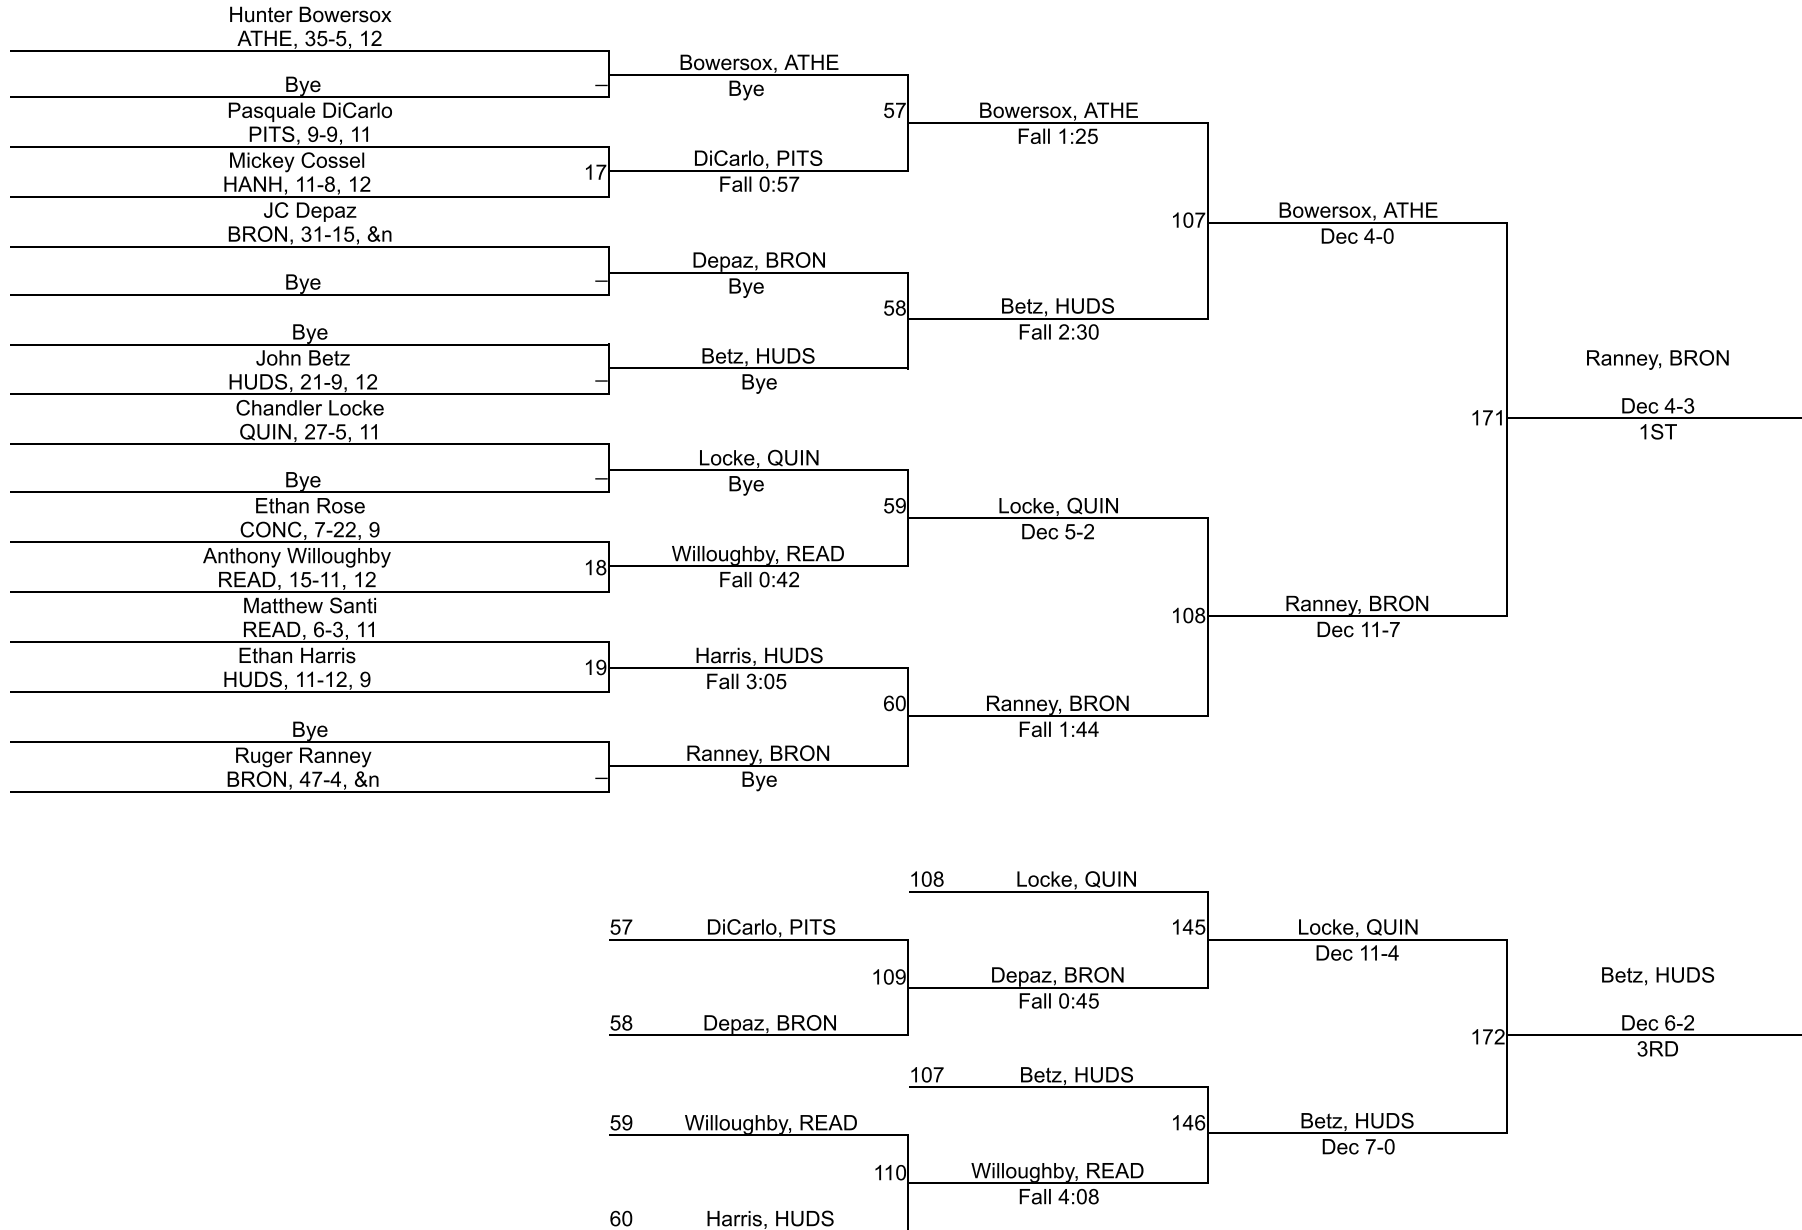 Hunter Bowersox
ATHE, 35-5, 12
Bye
Pasquale DiCarlo
PITS, 9-9, 11
Mickey Cossel
HANH, 11-8, 12
17
JC Depaz
BRON, 31-15, &n
Bye
Bye
John Betz
HUDS, 21-9, 12
Chandler Locke
QUIN, 27-5, 11
Bye
Ethan Rose
CONC, 7-22, 9
Anthony Willoughby
READ, 15-11, 12
18
Matthew Santi
READ, 6-3, 11
Ethan Harris
HUDS, 11-12, 9
19
Bye
Ruger Ranney
BRON, 47-4, &n
Bowersox, ATHE
Bye
57
DiCarlo, PITS
Fall 0:57
Depaz, BRON
Bye
58
Betz, HUDS
Bye
Locke, QUIN
Bye
59
Willoughby, READ
Fall 0:42
Harris, HUDS
Fall 3:05
60
Ranney, BRON
Bye
Bowersox, ATHE
Fall 1:25
107
Betz, HUDS
Fall 2:30
Locke, QUIN
Dec 5-2
108
Ranney, BRON
Fall 1:44
Bowersox, ATHE
Dec 4-0
171
Ranney, BRON
Dec 11-7
Ranney, BRON
Dec 4-3
1ST
108 Locke, QUIN
57 DiCarlo, PITS
145
109
Depaz, BRON
Fall 0:45
58 Depaz, BRON
107 Betz, HUDS
59 Willoughby, READ
146
110
Willoughby, READ
Fall 4:08
60 Harris, HUDS
Locke, QUIN
Dec 11-4
172
Betz, HUDS
Dec 7-0
Betz, HUDS
Dec 6-2
3RD